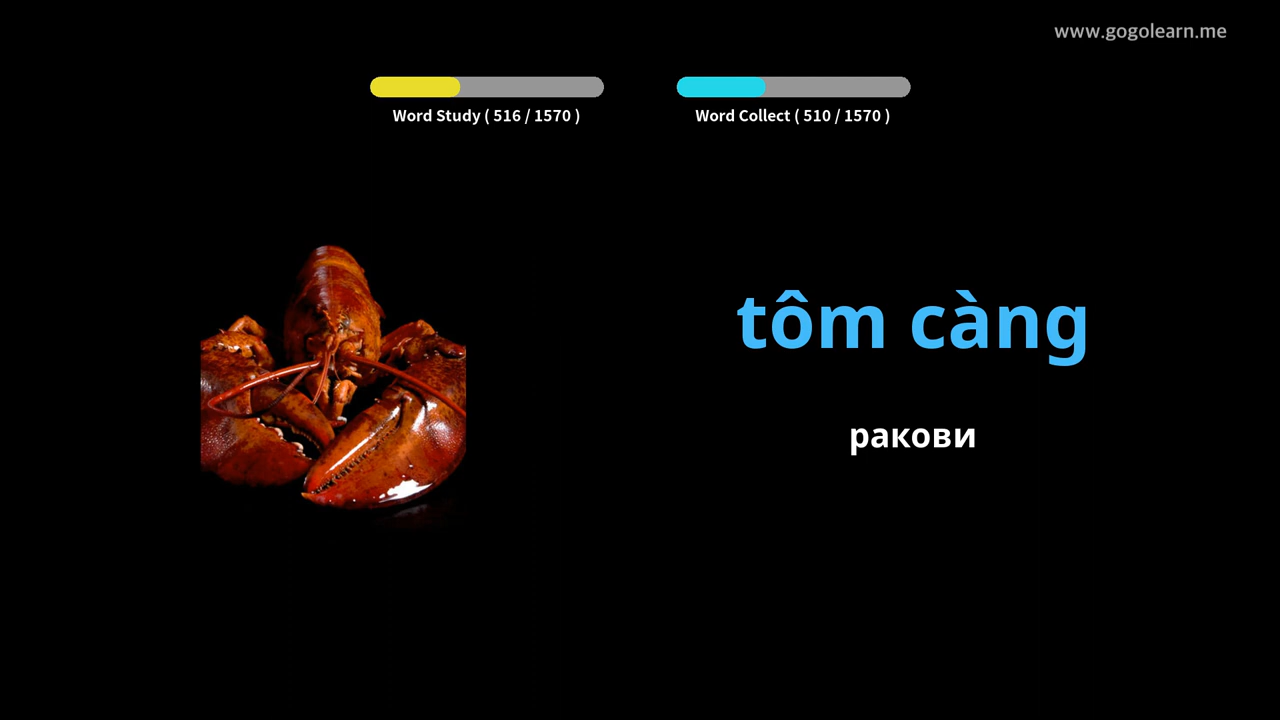 www.gogolearn.me
Word Study ( 516 / 1570 )
Word Collect ( 510 / 1570 )
tôm càng
ракови